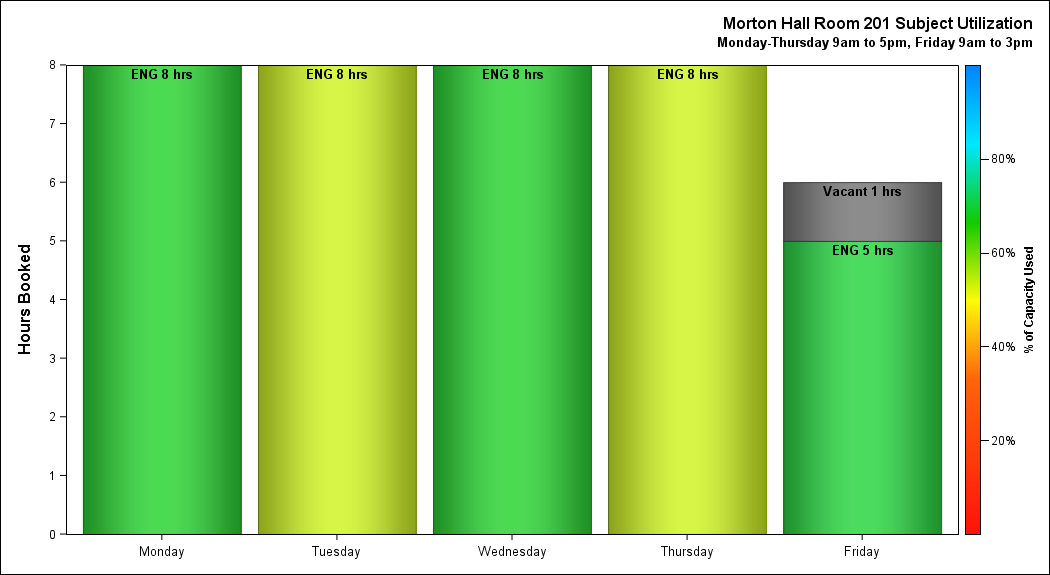 Morton Hall Room 201 Subject Utilization
Monday-Thursday 9am to 5pm, Friday 9am to 3pm
Hours Booked
8
7
6
5
4
3
2
1
0
ENG 8 hrs
ENG 8 hrs
ENG 8 hrs
ENG 8 hrs
Vacant 1 hrs
ENG 5 hrs
Monday
Tuesday
Wednesday
Thursday
Friday
80%
60%
40%
20%
% of Capacity Used